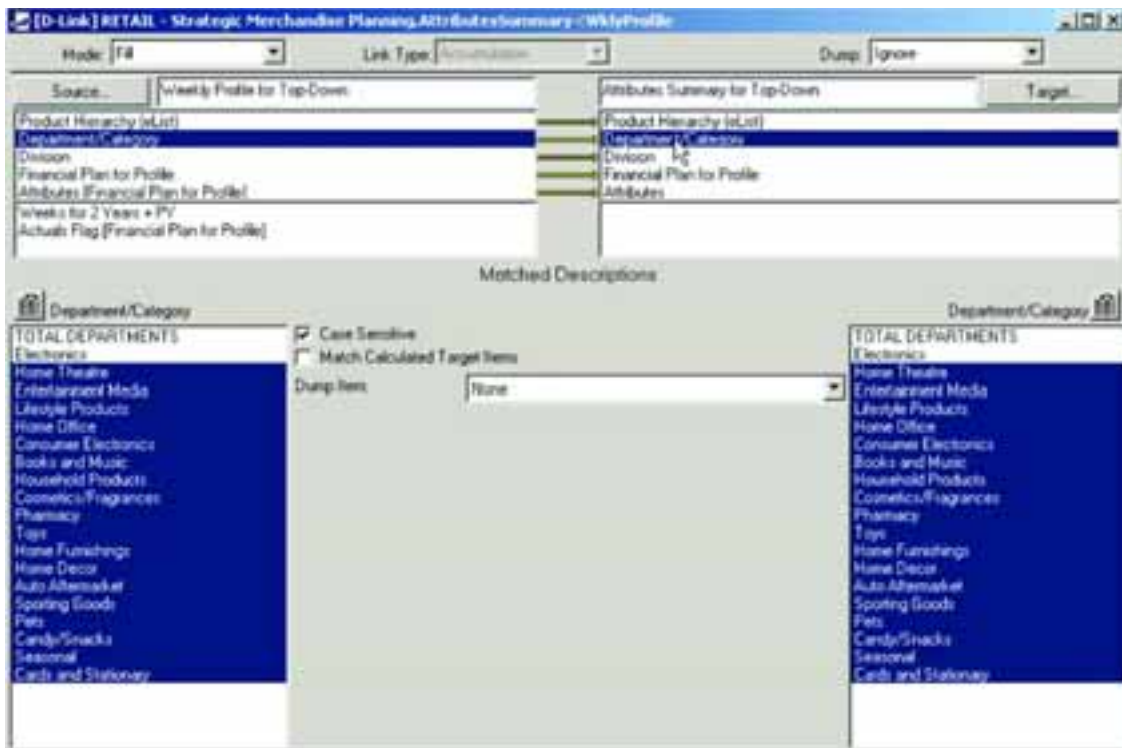 [D-Link] RETAIL - Strategic Merchandise Planning.AttributesSummary<WklyProfile
Mode: Fill Link Type: Accumulation Dump: Ignore
Source... Weekly Profile for Top-Down Attributes Summary for Top-Down Target...
Product Hierarchy (eList) Product Hierarchy (eList)
Department/Category Department/Category
Division Division
Financial Plan for Profile Financial Plan for Profile
Attributes [Financial Plan for Profile] Attributes
Weeks for 2 Years + PV
Actuals Flag [Financial Plan for Profile]
Matched Descriptions
Department/Category Department/Category
TOTAL DEPARTMENTS Case Sensitive TOTAL DEPARTMENTS
Electronics Match Calculated Target Items Electronics
Home Theatre Home Theatre
Entertainment Media Dump Item None Entertainment Media
Lifestyle Products Lifestyle Products
Home Office Home Office
Consumer Electronics Consumer Electronics
Books and Music Books and Music
Household Products Household Products
Cosmetics/Fragrances Cosmetics/Fragrances
Pharmacy Pharmacy
Toys Toys
Home Furnishings Home Furnishings
Home Decor Home Decor
Auto Aftermarket Auto Aftermarket
Sporting Goods Sporting Goods
Pets Pets
Candy/Snacks Candy/Snacks
Seasonal Seasonal
Cards and Stationary Cards and Stationary